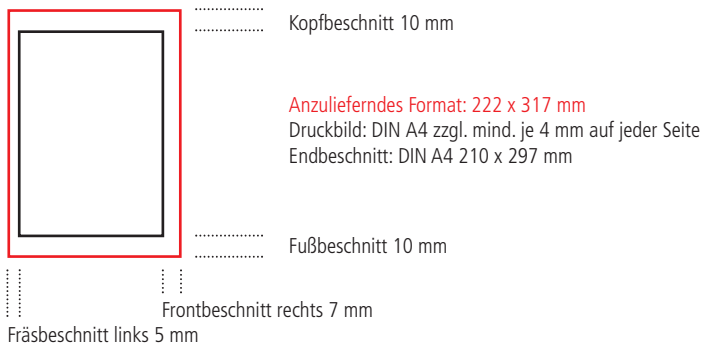 Kopfbeschnitt 10 mm
Anzulieferndes Format: 222 x 317 mm
Druckbild: DIN A4 zzgl. mind. je 4 mm auf jeder Seite
Endbeschnitt: DIN A4 210 x 297 mm
Fußbeschnitt 10 mm
Frontbeschnitt rechts 7 mm
Fräsbeschnitt links 5 mm